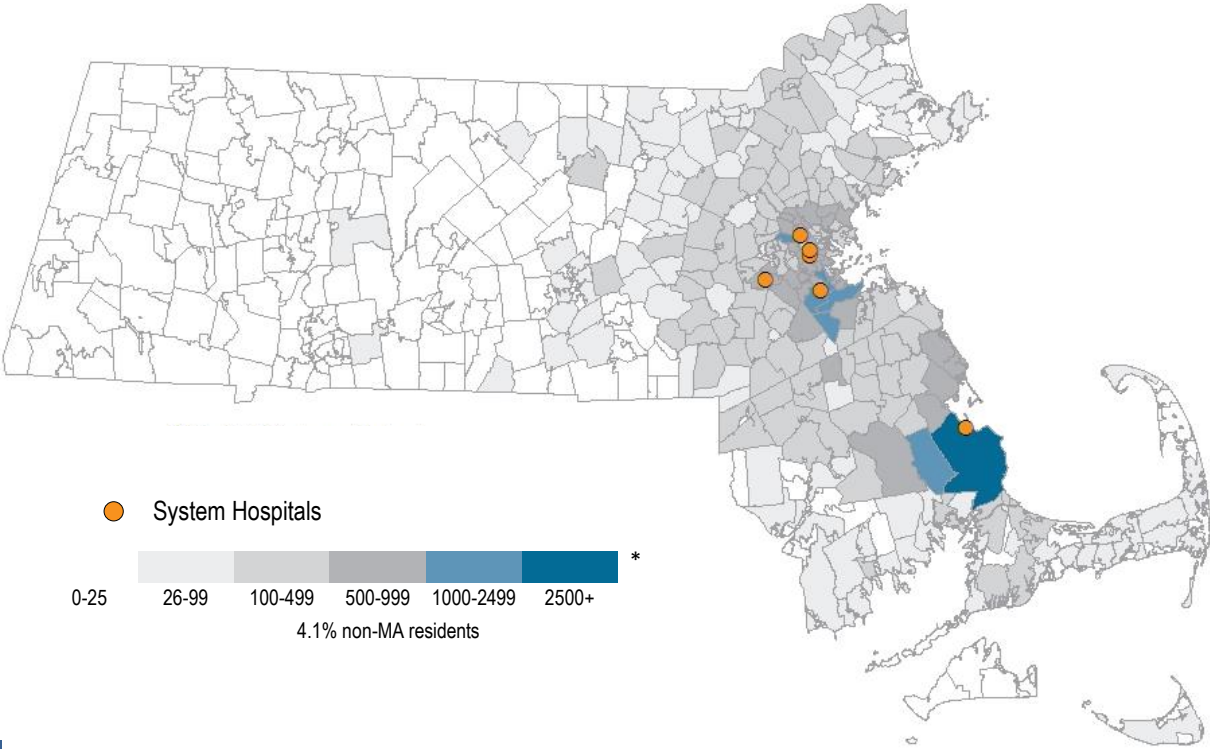 System Hospitals
*
0-25 26-99 100-499 500-999 1000-2499 2500+
4.1% non-MA residents